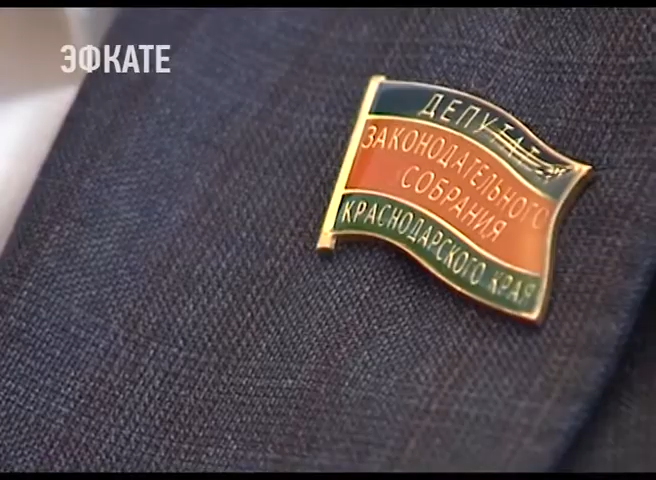 ЭФКАТЕ
ДЕПУТАТ
ЗАКОНОДАТЕЛЬНОГО
СОБРАНИЯ
КРАСНОДАРСКОГО КРАЯ